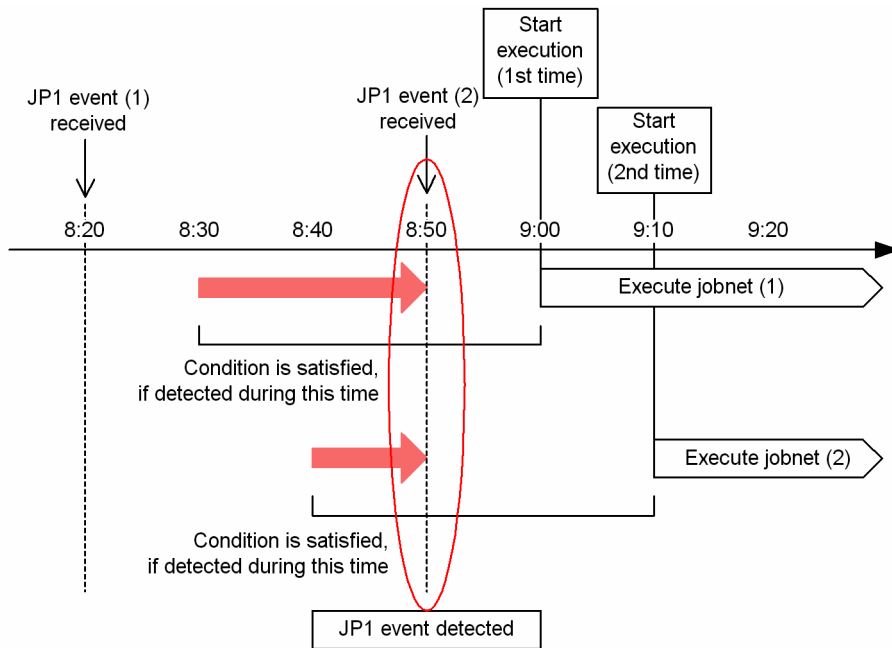 Start
execution
(1st time)
JP1 event (1)
received
JP1 event (2)
received
Start
execution
(2nd time)
8:20
8:30
8:40
8:50
9:00
9:10
9:20
Execute jobnet (1)
Condition is satisfied,
if detected during this time
Execute jobnet (2)
Condition is satisfied,
if detected during this time
JP1 event detected